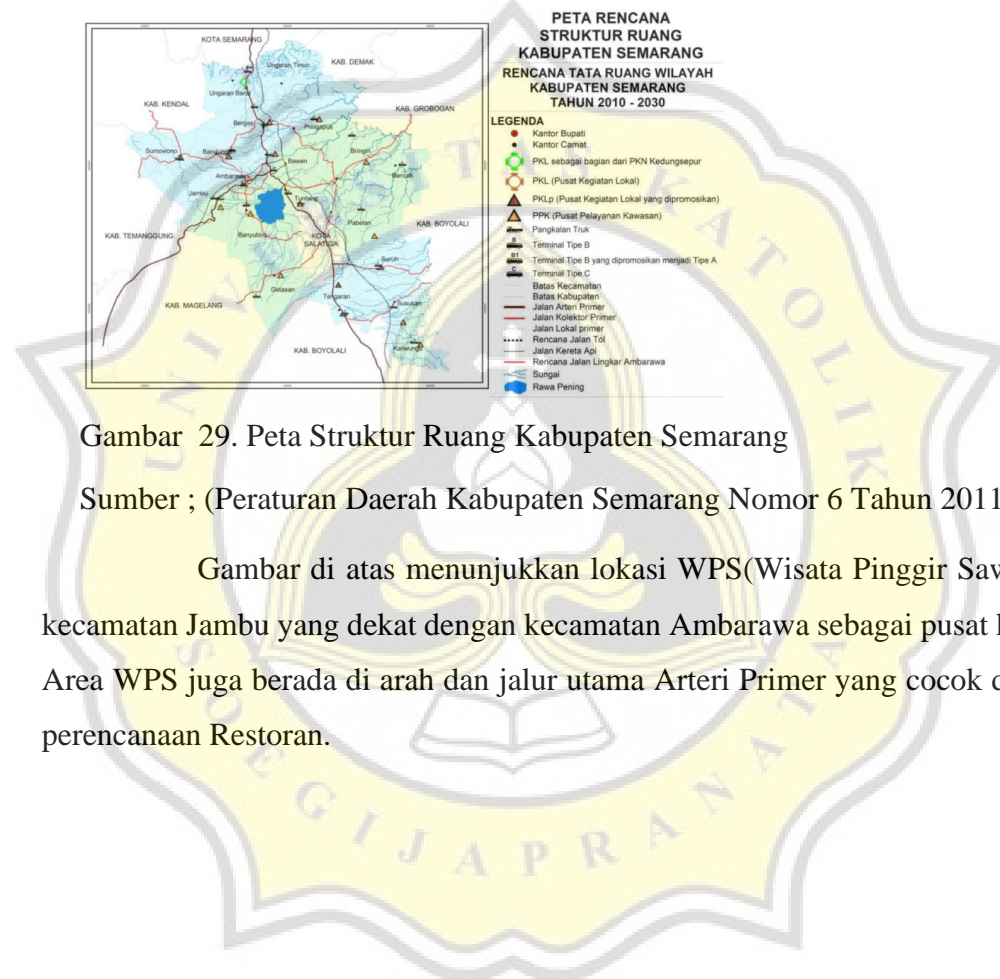 PETA RENCANA
STRUKTUR RUANG
KABUPATEN SEMARANG
RENCANA TATA RUANG WILAYAH
KABUPATEN SEMARANG
TAHUN 2010 - 2030
LEGENDA
Kantor Bupati
Kantor Camat
PKL sebagai bagian dari PKN Kedungsepur
PKL (Pusat Kegiatan Lokal)
PKLp (Pusat Kegiatan Lokal yang dipromosikan)
PPK (Pusat Pelayanan Kawasan)
Pangkalan Truk
B Terminal Tipe B
B1 Terminal Tipe B yang dipromosikan menjadi Tipe A
C Terminal Tipe C
Batas Kecamatan
Batas Kabupaten
Jalan Arteri Primer
Jalan Kolektor Primer
Jalan Lokal primer
Rencana Jalan Tol
Jalan Kereta Api
Rencana Jalan Lingkar Ambarawa
Sungai
Rawa Pening
KOTA SEMARANG
Ungaran Timur
KAB. DEMAK
Ungaran Barat
KAB. KENDAL
KAB. GROBOGAN
Bergas
Pringapus
Sumowono
Bandungan
Bringin
Bawen
Ambarawa
Bancak
Jambu
Tuntang
Pabelan
KAB. BOYOLALI
KAB. TEMANGGUNG
Banyubiru
KOTA
SALATIGA
Suruh
Getasan
KAB. MAGELANG
Tengaran
Susukan
KAB. BOYOLALI
Kaliwungu
Gambar 29. Peta Struktur Ruang Kabupaten Semarang
Sumber ; (Peraturan Daerah Kabupaten Semarang Nomor 6 Tahun 2011
Gambar di atas menunjukkan lokasi WPS(Wisata Pinggir Saw
kecamatan Jambu yang dekat dengan kecamatan Ambarawa sebagai pusat
Area WPS juga berada di arah dan jalur utama Arteri Primer yang cocok
perencanaan Restoran.
UNIVERSITAS KATOLIK
SOEGIJAPRANATA